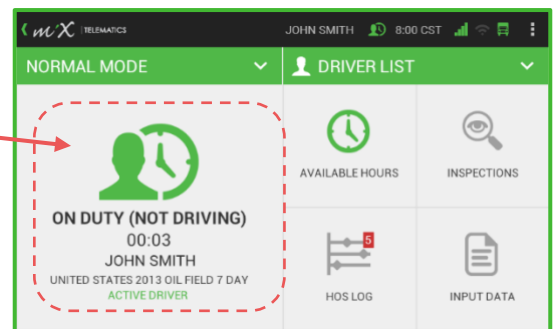 mix TELEMATICS
JOHN SMITH 8:00 CST
NORMAL MODE
DRIVER LIST
ON DUTY (NOT DRIVING)
00:03
JOHN SMITH
UNITED STATES 2013 OIL FIELD 7 DAY
ACTIVE DRIVER
AVAILABLE HOURS
INSPECTIONS
5
HOS LOG
INPUT DATA